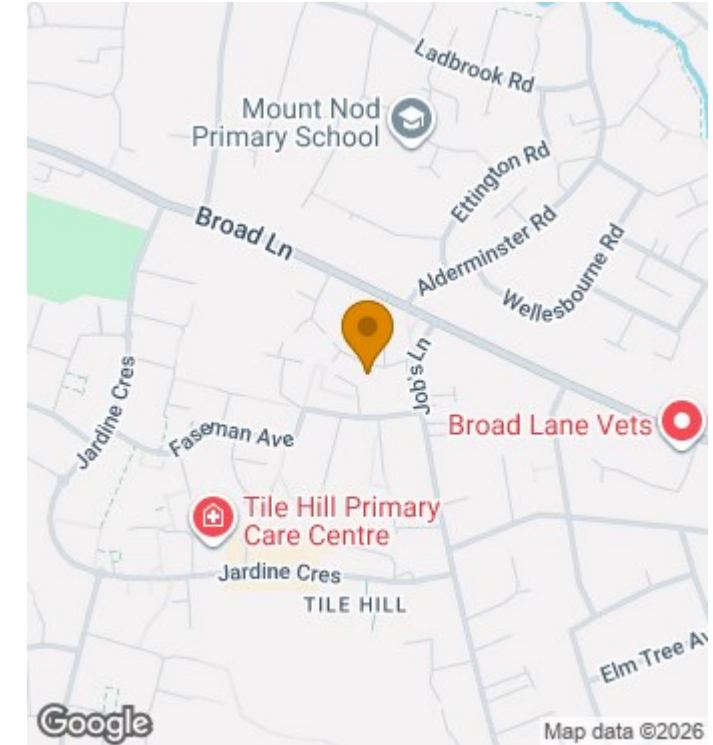 Ladbrook Rd
Mount Nod
Primary School
Ettington Rd
Broad Ln
Alderminster Rd
Wellesbourne Rd
Job's Ln
Jardine Cres
Faseman Ave
Broad Lane Vets
Tile Hill Primary
Care Centre
Jardine Cres
TILE HILL
Elm Tree Av
Google
Map data ©2026